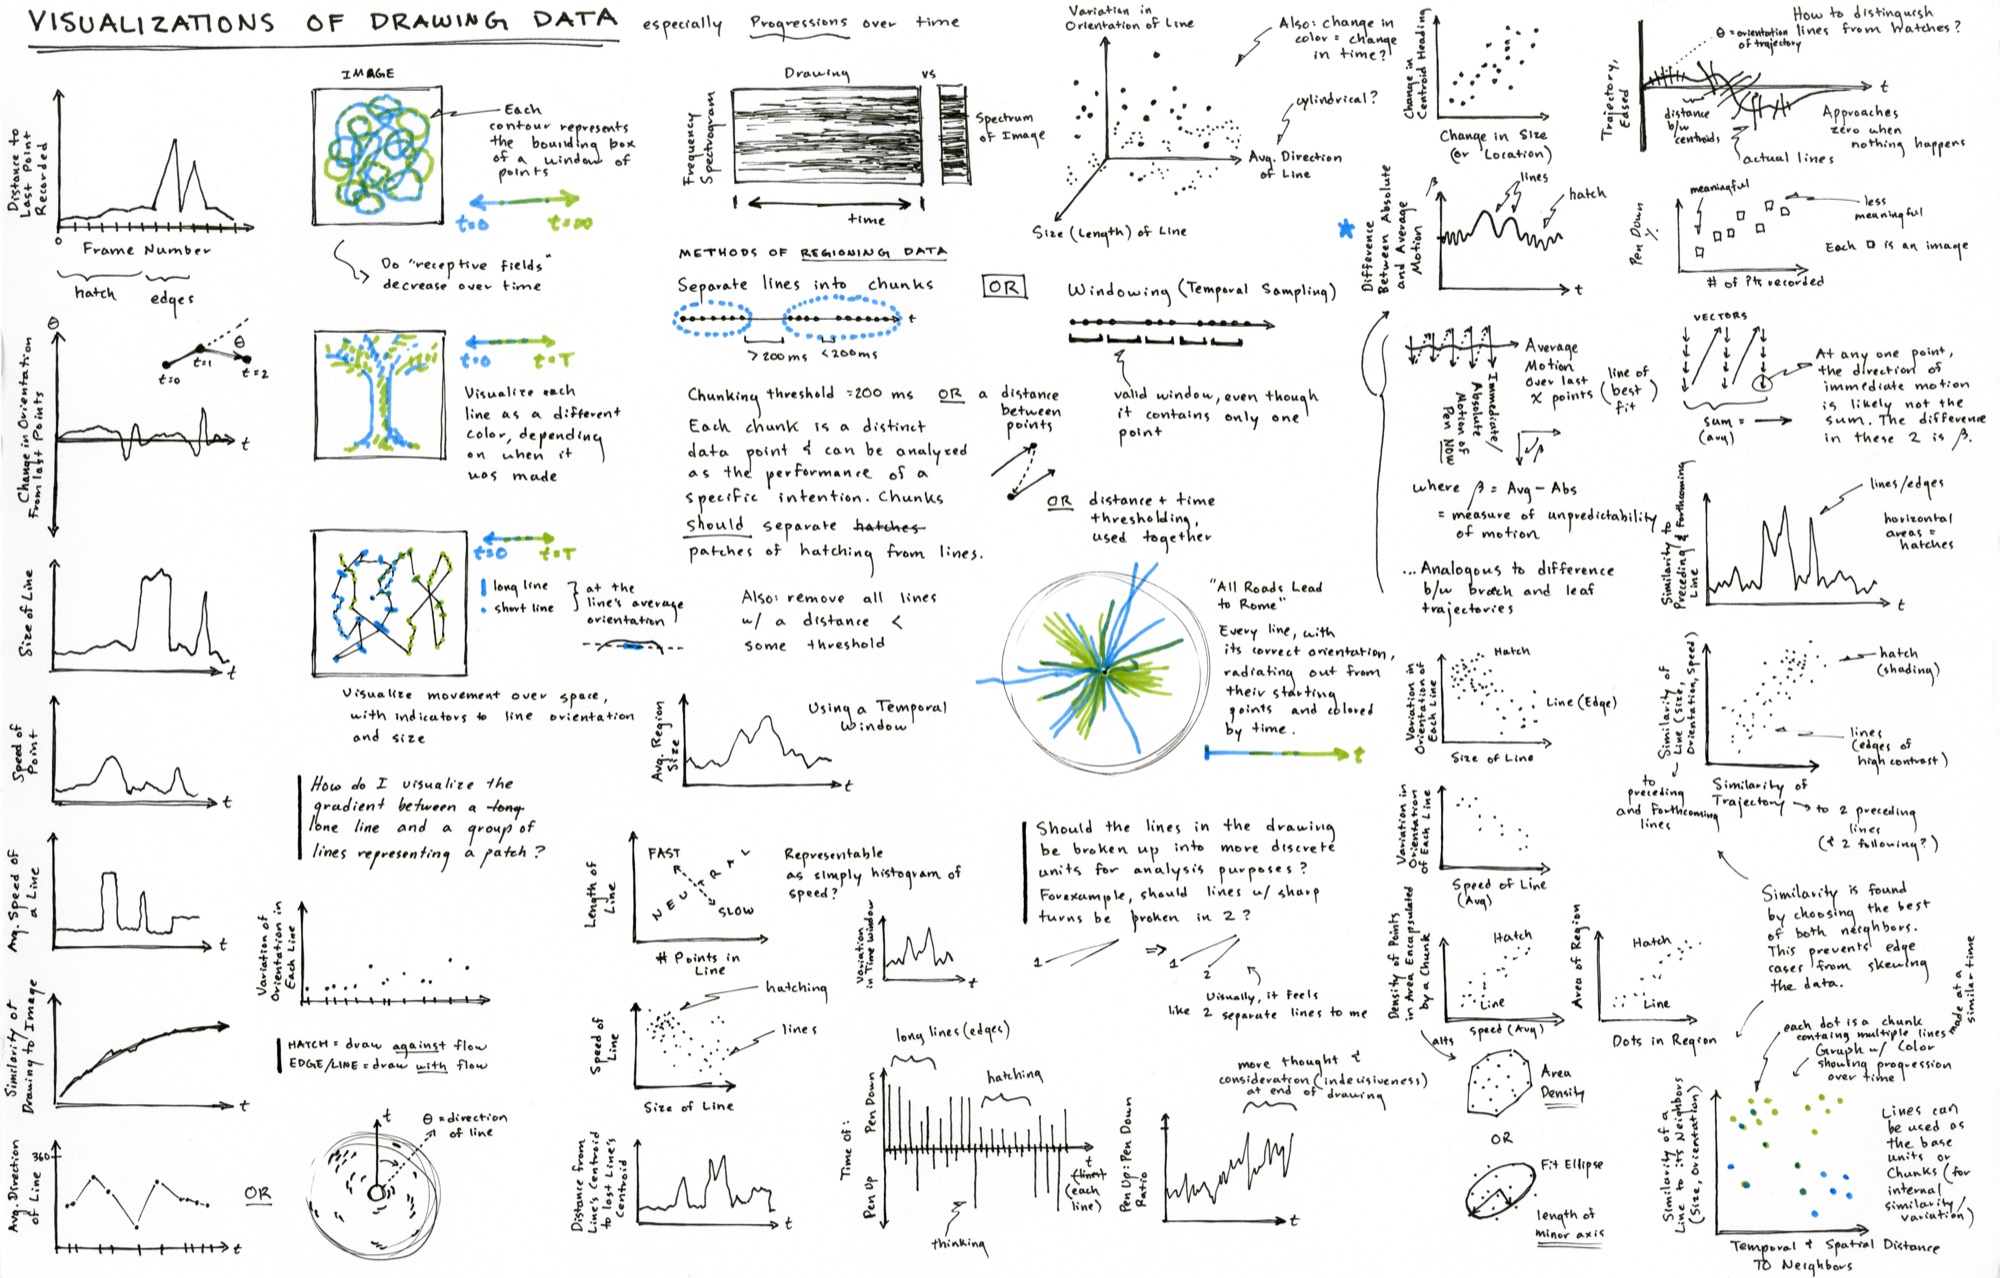 VISUALIZATIONS OF DRAWING DATA especially Progressions over time
Distance to
Last Point
Recorded
0
Frame Number
hatch
edges
IMAGE
Each
contour represents
the bounding box
of a window of
points
t=0
t=∞
Do "receptive fields"
decrease over time
Drawing
vs
Frequency
Spectrogram
Spectrum
of Image
time
Variation in
Orientation of Line
Also: change in
color = change
in time?
cylindrical?
Avg. Direction
of Line
Size (Length) of Line
Change in
Centroid Heading
Change in Size
(or Location)
How to distinguish
lines from hatches?
θ = orientation
of trajectory
Trajectory,
Eased
t
distance
b/w
centroids
actual lines
Approaches
zero when
nothing happens
Difference
Between Absolute
and Average
Motion
β
lines
hatch
t
Pen Down
%
meaningful
less
meaningful
Each □ is an image
# of Pts recorded
METHODS OF REGIONING DATA
Separate lines into chunks
t
>200ms
<200ms
OR
Windowing (Temporal Sampling)
valid window, even though
it contains only one
point
Chunking threshold = 200 ms OR a distance
between
points
Each chunk is a distinct
data point & can be analyzed
as the performance of a
specific intention. Chunks
should separate hatches
patches of hatching from lines.
OR distance + time
thresholding,
used together
Also: remove all lines
w/ a distance <
some threshold
Change in Orientation
From last Points
θ
θ
t=0
t=1
t=2
t
t=0
t=T
Visualize each
line as a different
color, depending
on when it
was made
t=0
t=T
long line
short line
at the
line's average
orientation
Visualize movement over space,
with indicators to line orientation
and size
Size of Line
t
Speed of
Point
t
Avg. Speed of
a Line
t
Similarity of
Drawing to Image
t
Avg. Direction
of Line
360
t
OR
How do I visualize the
gradient between a long
lone line and a group of
lines representing a patch?
Variation of
Orientation in
Each Line
HATCH = draw against flow
EDGE/LINE = draw with flow
t
θ = direction
of line
Avg. Region
Size
Using a Temporal
Window
t
Length of
Line
FAST
NEUTRAL
SLOW
# Points in
Line
Representable
as simply histogram of
speed?
Variation
in Time Window
t
Speed of
Line
hatching
lines
Size of Line
Distance from
Line's Centroid
to last Line's
Centroid
t
"All Roads Lead
to Rome"
Every line, with
its correct orientation,
radiating out from
their starting
points and colored
by time.
t
Should the lines in the drawing
be broken up into more discrete
units for analysis purposes?
For example, should lines w/ sharp
turns be broken in 2?
1
⇒
1
2
Visually, it feels
like 2 separate lines to me
long lines (edges)
hatching
Time of:
Pen Down
Pen Up
t
(lines)
(each
line)
thinking
more thought &
consideration (indecisiveness)
at end of drawing
Pen Up : Pen Down
Ratio
t
Average
Motion
Over last
x points
line of
(best)
fit
Immediate/
Absolute
Motion of
Pen NOW
β
where β = Avg - Abs
= measure of unpredictability
of motion
...Analogous to difference
b/w branch and leaf
trajectories
VECTORS
sum =
(avg)
At any one point,
the direction of
immediate motion
is likely not the
sum. The difference
in these 2 is β.
Similarity to
Preceding & Forthcoming
Line
lines/edges
horizontal
areas =
hatches
t
Variation in
Orientation of
Each Line
Hatch
Line (Edge)
Size of Line
Similarity of
Line (Size,
Orientation, Speed)
hatch
(shading)
lines
(edges of
high contrast)
to
preceding
and forthcoming
lines
Similarity of
Trajectory
to 2 preceding
lines
(& 2 following?)
Variation in
Orientation
of Each Line
Speed of Line
(Avg)
Similarity is found
by choosing the best
of both neighbors.
This prevents edge
cases from skewing
the data.
Density of Points
in Area Encapsulated
by a Chunk
Hatch
Line
Speed (Avg)
Area of Region
Hatch
Line
Dots in Region
alts
Area
Density
OR
Fit Ellipse
length of
minor axis
each dot is a chunk
containg multiple lines
made at a
similar time
Graph w/ Color
showing progression
over time
Similarity of a
Line to its Neighbors
(Size, Orientation)
Lines can
be used as
the base
units or
Chunks (for
internal
similarity/
variation)
Temporal & Spatial Distance
TO Neighbors